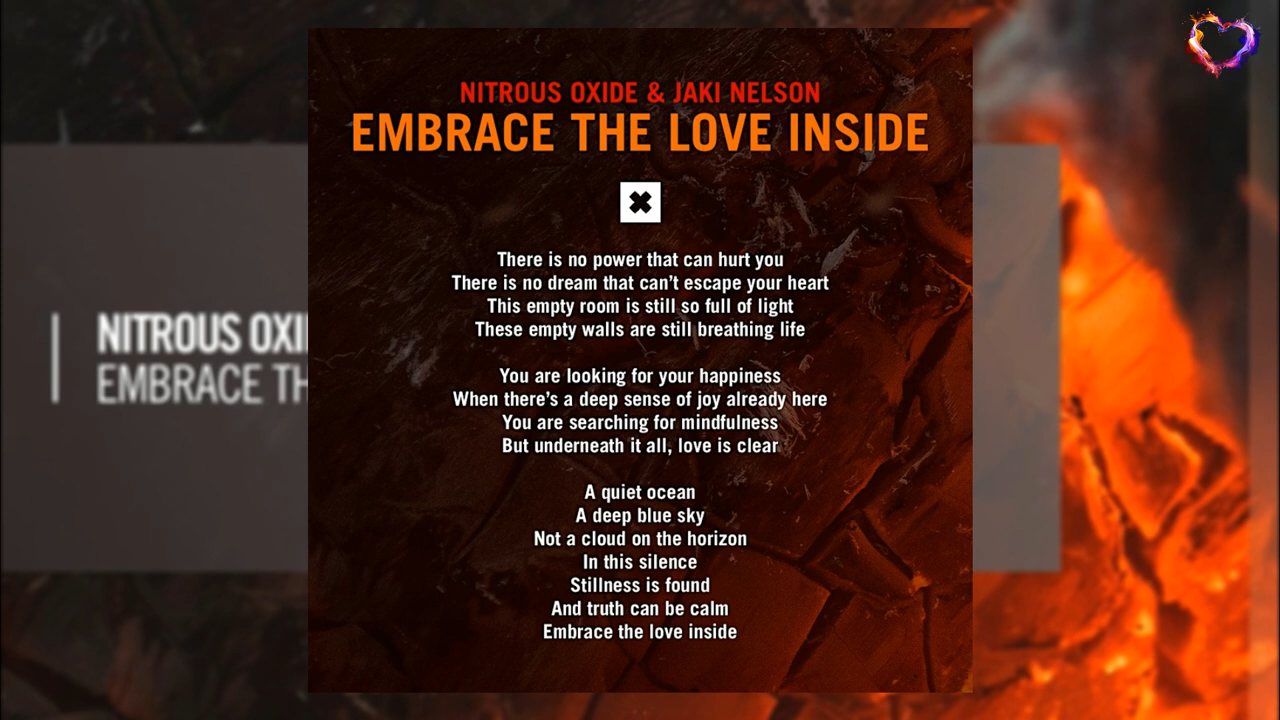 NITROUS OXIDE & JAKI NELSON
EMBRACE THE LOVE INSIDE
There is no power that can hurt you
There is no dream that can't escape your heart
This empty room is still so full of light
These empty walls are still breathing life
You are looking for your happiness
When there's a deep sense of joy already here
You are searching for mindfulness
But underneath it all, love is clear
A quiet ocean
A deep blue sky
Not a cloud on the horizon
In this silence
Stillness is found
And truth can be calm
Embrace the love inside
NITROUS OXI
EMBRACE TH